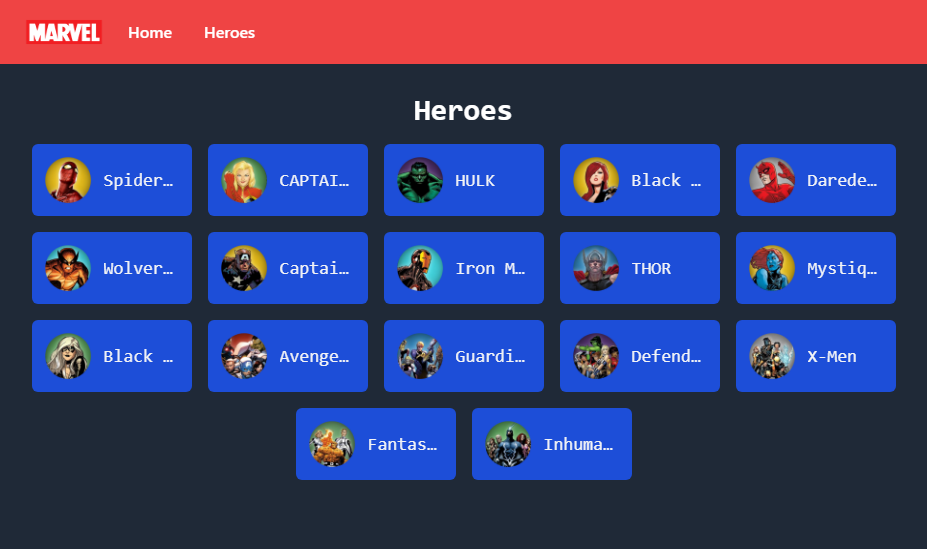 MARVEL Home Heroes
Heroes
Spider… CAPTAI… HULK Black … Darede…
Wolver… Captai… Iron M… THOR Mystiq…
Black … Avenge… Guardi… Defend… X-Men
Fantas… Inhuma…